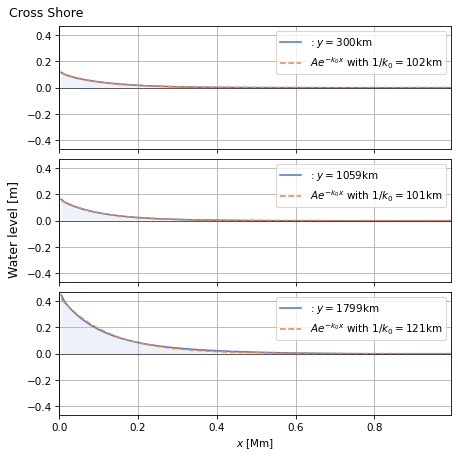 Cross Shore
0.4
0.2
0.0
−0.2
−0.4
: y = 300km
Ae^{−k₀x} with 1/k₀ = 102km
Water level [m]
0.4
0.2
0.0
−0.2
−0.4
: y = 1059km
Ae^{−k₀x} with 1/k₀ = 101km
0.4
0.2
0.0
−0.2
−0.4
: y = 1799km
Ae^{−k₀x} with 1/k₀ = 121km
0.0 0.2 0.4 0.6 0.8
x [Mm]